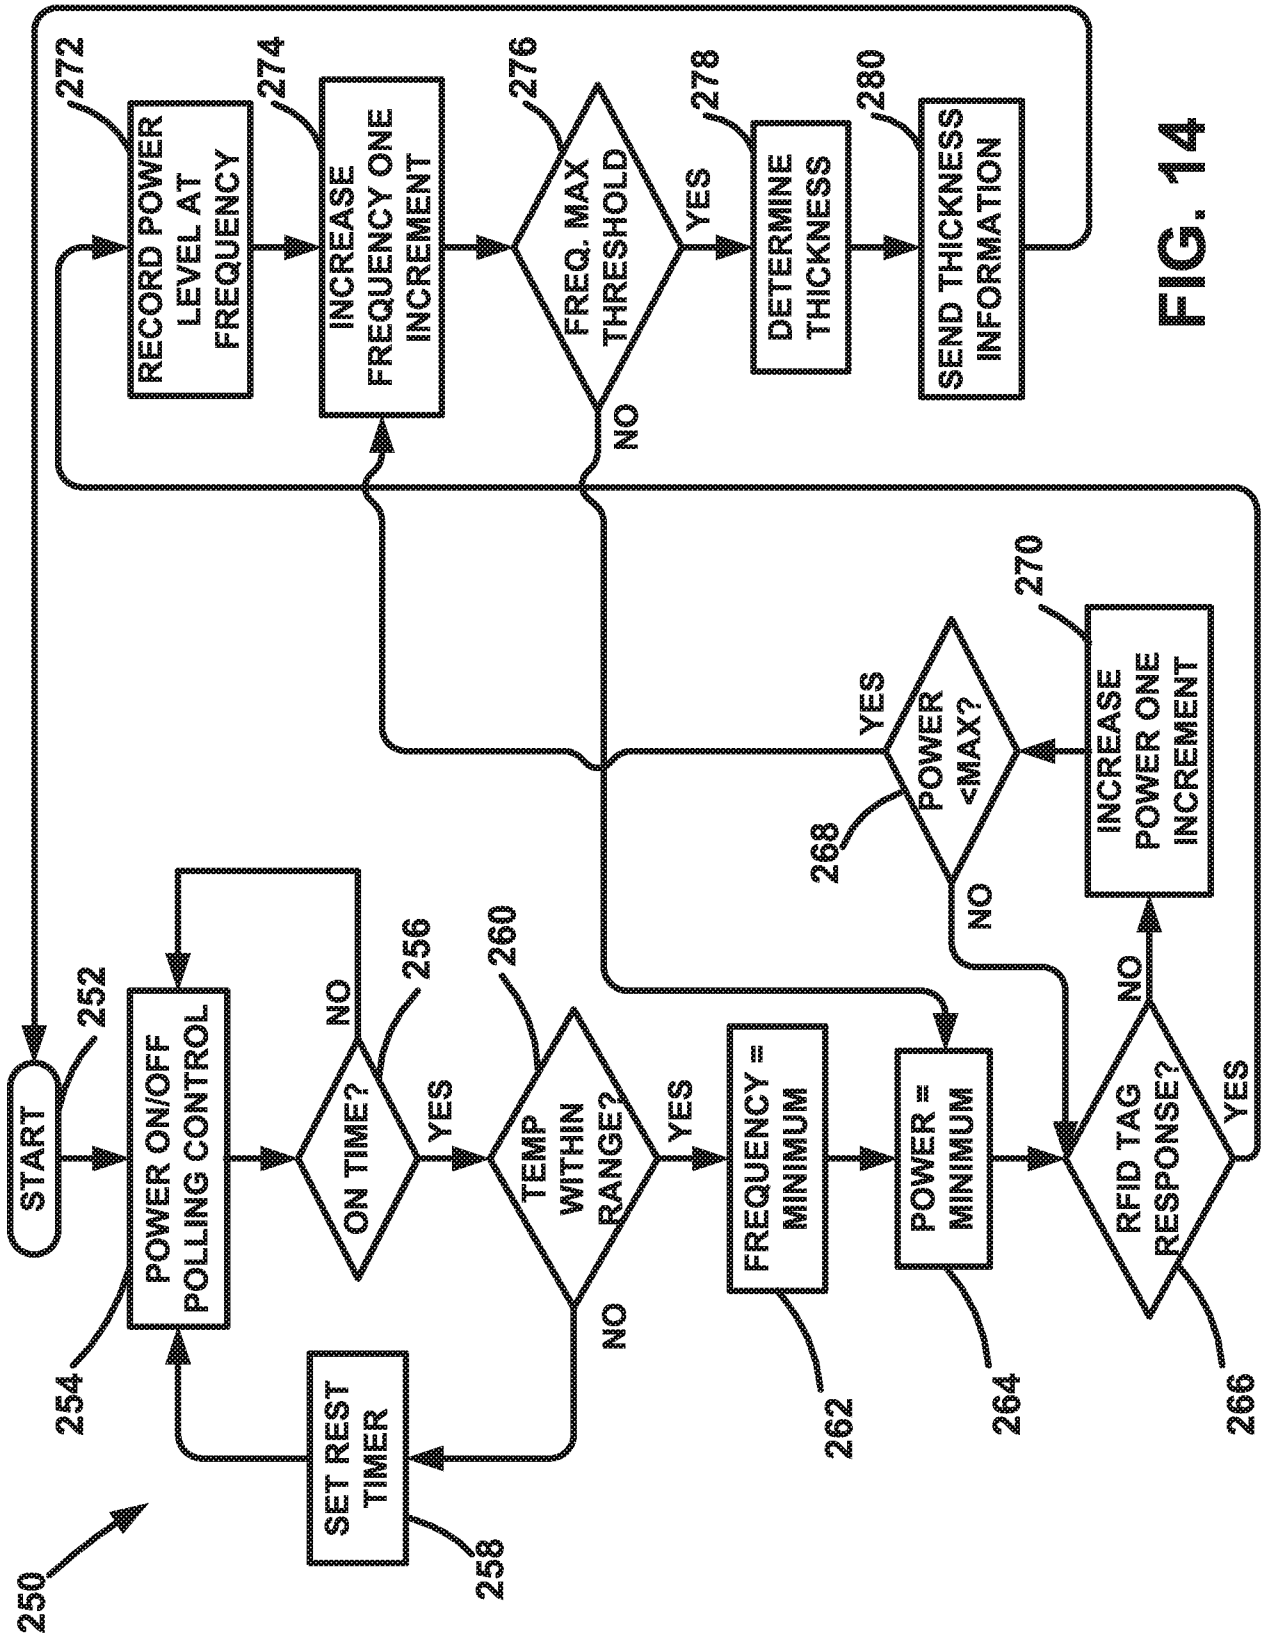 250
START
252
254
POWER ON/OFF
POLLING CONTROL
ON TIME?
256
NO
YES
258
SET REST
TIMER
TEMP
WITHIN
RANGE?
260
NO
YES
262
FREQUENCY =
MINIMUM
264
POWER =
MINIMUM
266
RFID TAG
RESPONSE?
NO
YES
268
POWER
<MAX?
YES
NO
270
INCREASE
POWER ONE
INCREMENT
272
RECORD POWER
LEVEL AT
FREQUENCY
274
INCREASE
FREQUENCY ONE
INCREMENT
276
FREQ. MAX
THRESHOLD
NO
YES
278
DETERMINE
THICKNESS
280
SEND THICKNESS
INFORMATION
FIG. 14